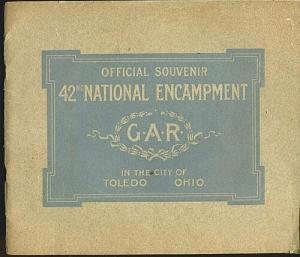 OFFICIAL SOUVENIR
42ND NATIONAL ENCAMPMENT
G·A·R
IN THE CITY OF
TOLEDO OHIO.